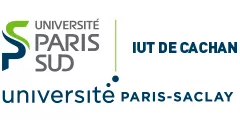 UNIVERSITÉ
PARIS
SUD
IUT DE CACHAN
université PARIS-SACLAY